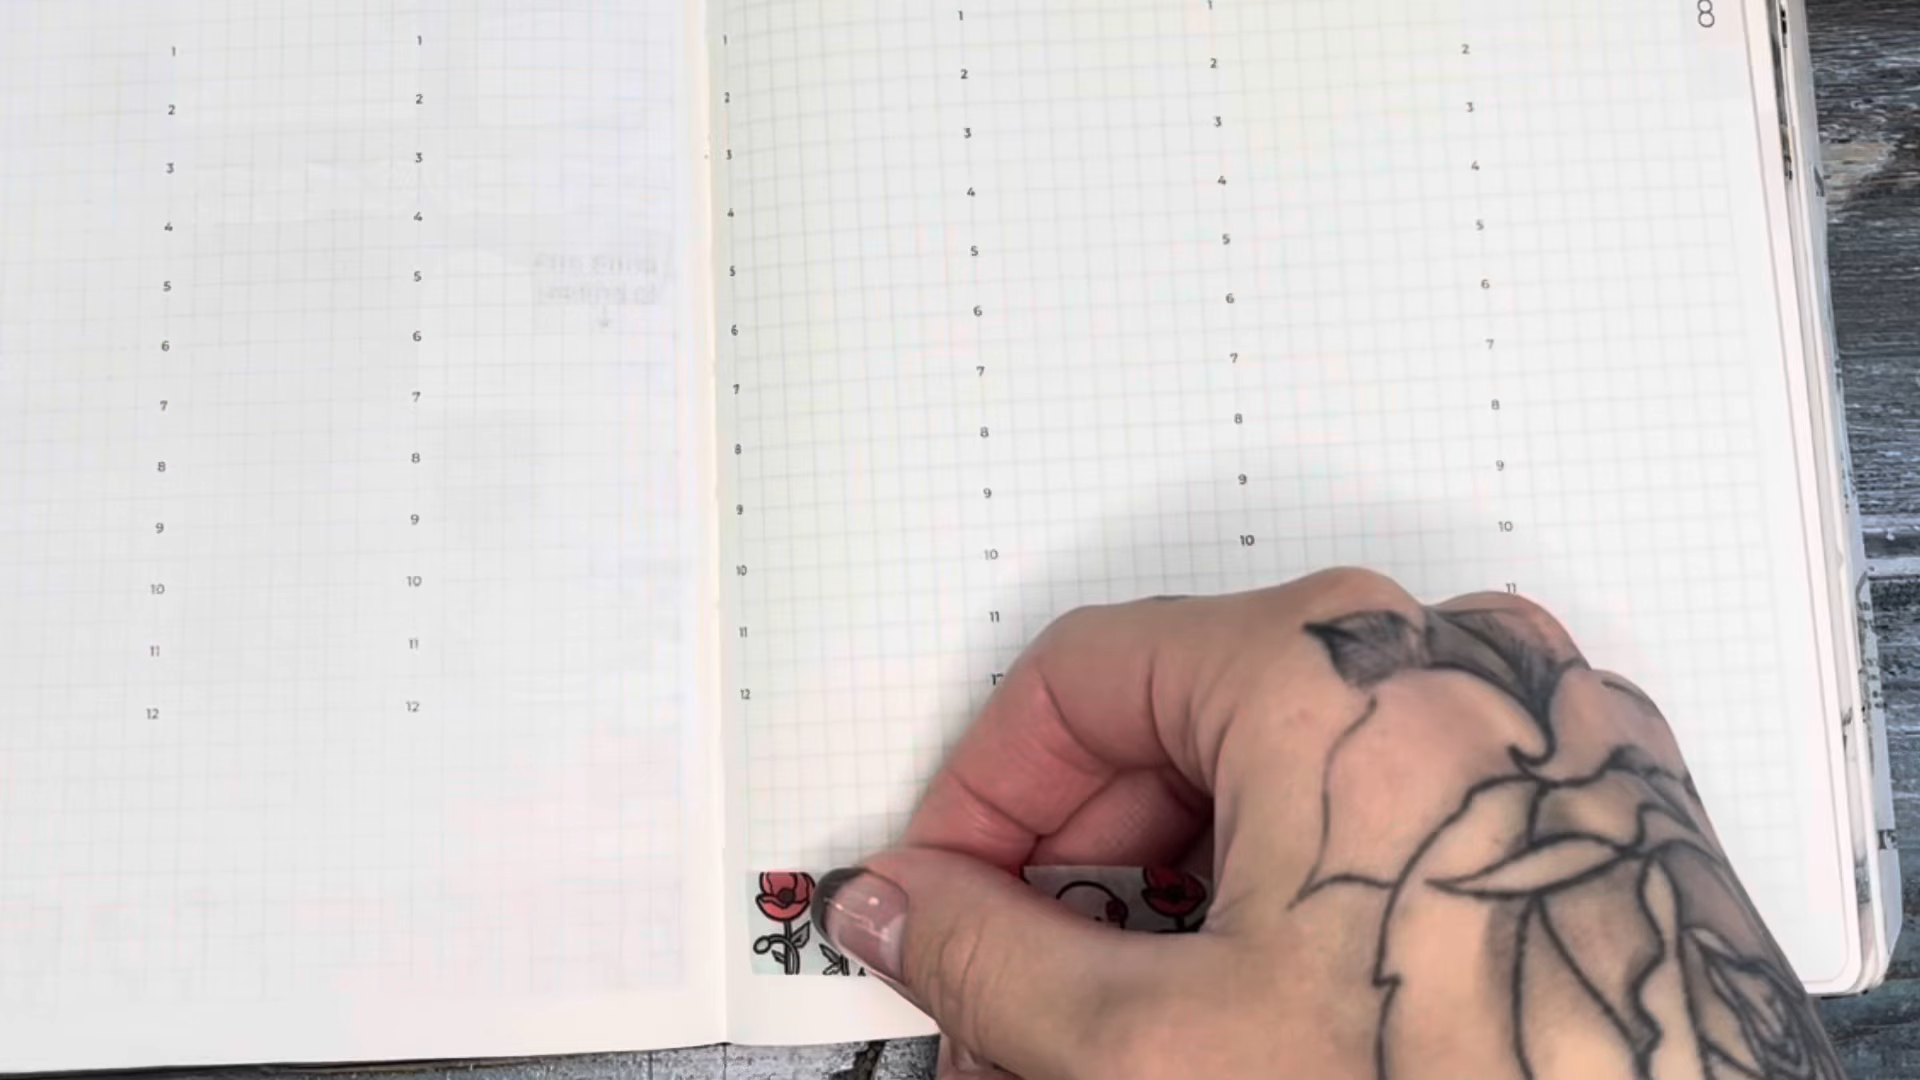 8
1 1 1 1 1
2 2 2 2 2 2
3 3 3 3 3 3
4 4 4 4 4 4
5 5 5 5 5 5
6 6 6 6 6 6
7 7 7 7 7 7
8 8 8 8 8 8
9 9 9 9 9 9
10 10 10 10 10 10
11 11 11 11 11
12 12 12